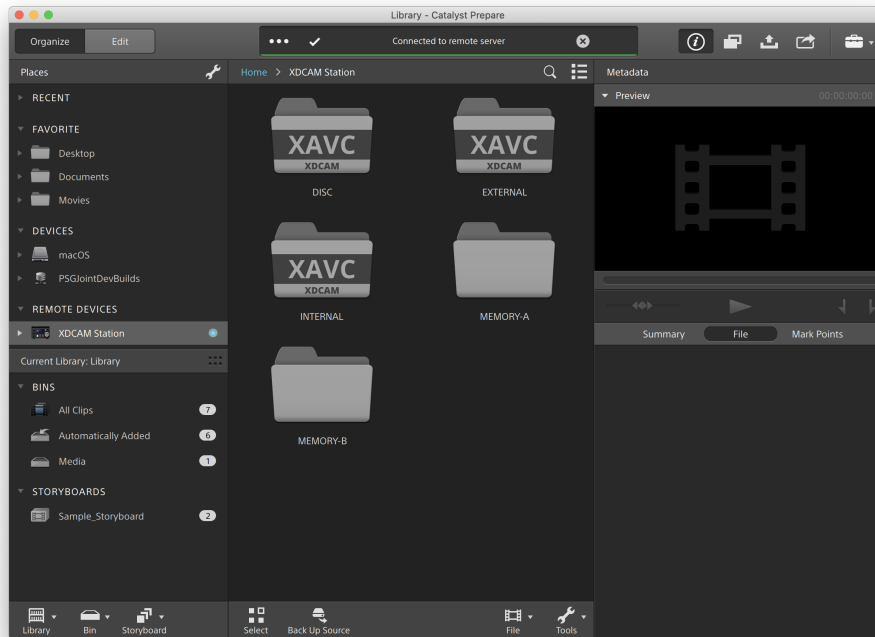 Library - Catalyst Prepare
Organize
Edit
Connected to remote server
Places
Home > XDCAM Station
Metadata
RECENT
FAVORITE
Desktop
Documents
Movies
DEVICES
macOS
PSGJointDevBuilds
REMOTE DEVICES
XDCAM Station
Current Library: Library
BINS
All Clips 7
Automatically Added 6
Media 1
STORYBOARDS
Sample_Storyboard 2
XAVC
XDCAM
DISC
XAVC
XDCAM
EXTERNAL
XAVC
XDCAM
INTERNAL
MEMORY-A
MEMORY-B
Preview 00:00:00:00
Summary
File
Mark Points
Library
Bin
Storyboard
Select
Back Up Source
File
Tools